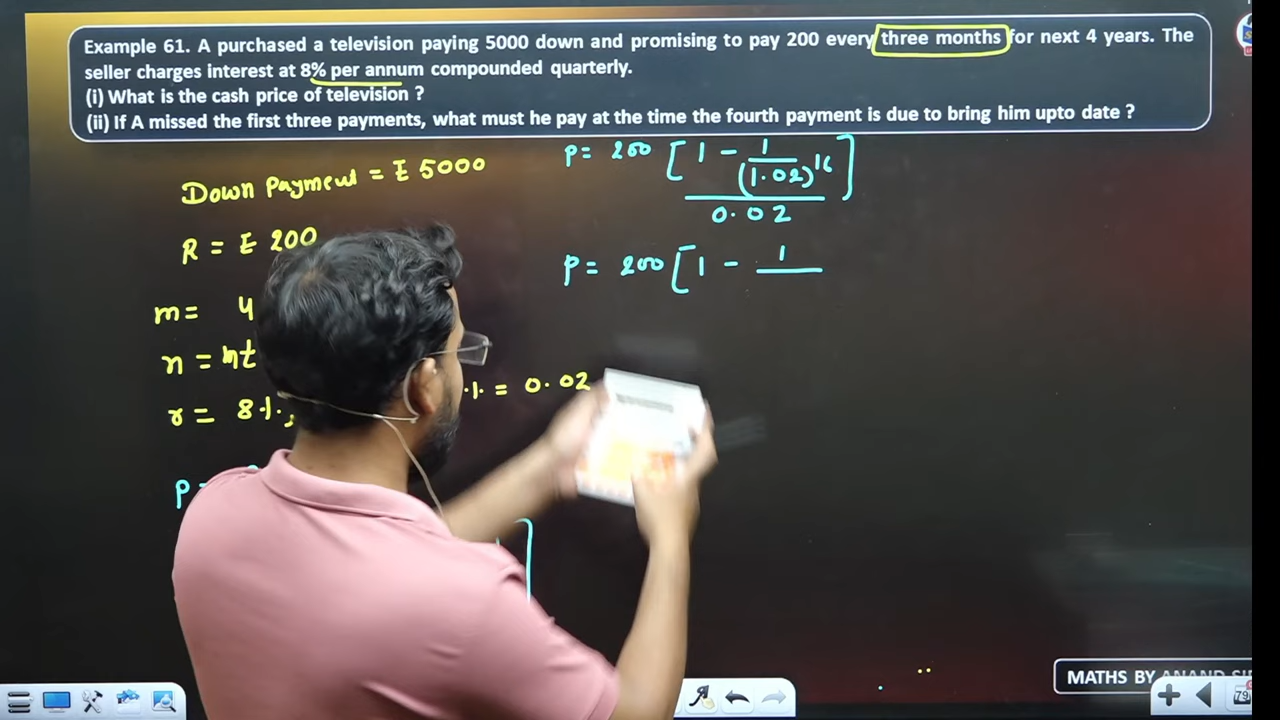 Example 61. A purchased a television paying 5000 down and promising to pay 200 every three months for next 4 years. The
seller charges interest at 8% per annum compounded quarterly.
(i) What is the cash price of television ?
(ii) If A missed the first three payments, what must he pay at the time the fourth payment is due to bring him upto date ?
Down Payment = ₹ 5000
R = ₹ 200
m = 4
n = mt
r = 8%, % = 0.02
P =
P = 200 [ 1 - 1/(1.02)^16 ] / 0.02
P = 200 [ 1 - 1/
MATHS BY ANAND
79